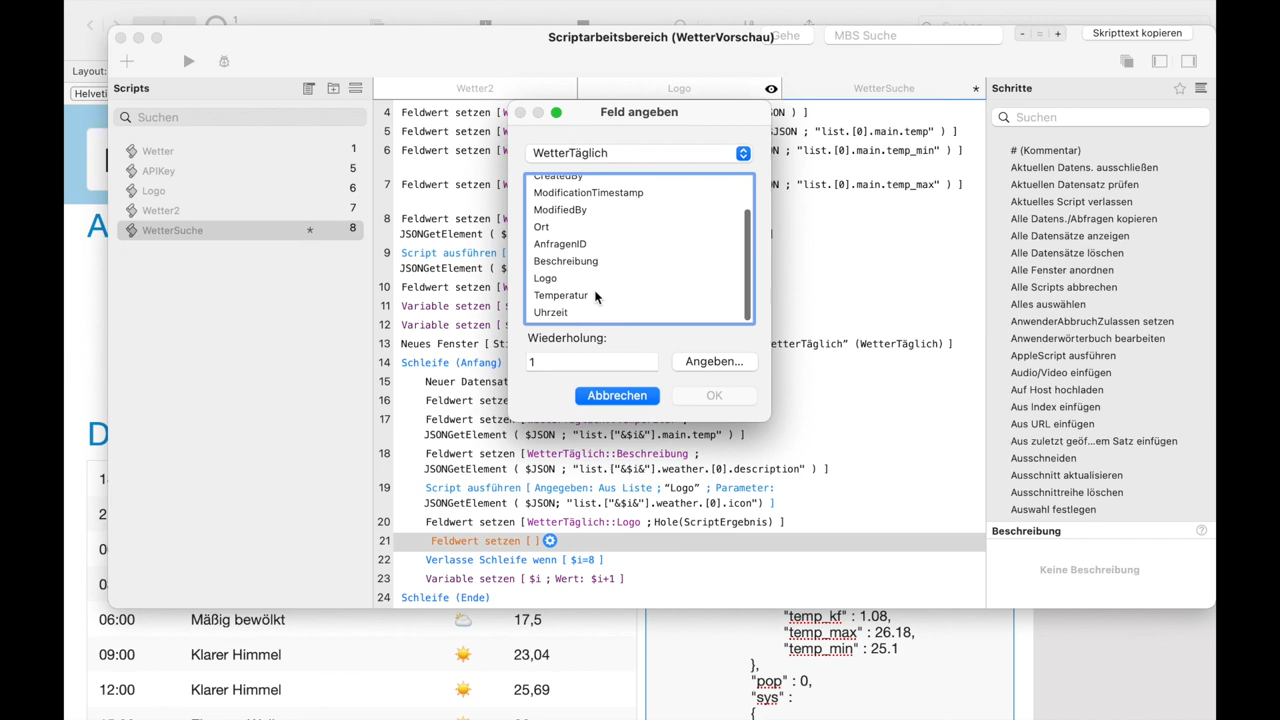 1
Suchen
Scriptarbeitsbereich (WetterVorschau)
Gehe
MBS Suche
- = +
Skripttext kopieren
Layout:
Helveti
Scripts
Suchen
Wetter 1
APIKey 5
Logo 6
Wetter2 7
WetterSuche * 8
Wetter2
Logo
WetterSuche *
4 Feldwert setzen [
ON ) ]
5 Feldwert setzen [
$JSON ; "list.[0].main.temp" ) ]
6 Feldwert setzen [
; "list.[0].main.temp_min" ) ]
7 Feldwert setzen [
; "list.[0].main.temp_max" ) ]
8 Feldwert setzen [
JSONGetElement ( $
9 Script ausführen [
JSONGetElement ( $
10 Feldwert setzen [
11 Variable setzen [
12 Variable setzen [
13 Neues Fenster [ Sti
etterTäglich" (WetterTäglich) ]
14 Schleife (Anfang)
15 Neuer Datensat
16 Feldwert setze
17 Feldwert setze
JSONGetElement ( $JSON ; "list.["&$i&"].main.temp" ) ]
18 Feldwert setzen [ WetterTäglich::Beschreibung ;
JSONGetElement ( $JSON ; "list.["&$i&"].weather.[0].description" ) ]
19 Script ausführen [ Angegeben: Aus Liste ; “Logo” ; Parameter:
JSONGetElement ( $JSON; "list.["&$i&"].weather.[0].icon") ]
20 Feldwert setzen [ WetterTäglich::Logo ; Hole(ScriptErgebnis) ]
21 Feldwert setzen [ ]
22 Verlasse Schleife wenn [ $i=8 ]
23 Variable setzen [ $i ; Wert: $i+1 ]
24 Schleife (Ende)
Feld angeben
WetterTäglich
CreatedBy
ModificationTimestamp
ModifiedBy
Ort
AnfragenID
Beschreibung
Logo
Temperatur
Uhrzeit
Wiederholung:
1
Angeben...
Abbrechen
OK
Schritte
Suchen
# (Kommentar)
Aktuellen Datens. ausschließen
Aktuellen Datensatz prüfen
Aktuelles Script verlassen
Alle Datens./Abfragen kopieren
Alle Datensätze anzeigen
Alle Datensätze löschen
Alle Fenster anordnen
Alle Scripts abbrechen
Alles auswählen
AnwenderAbbruchZulassen setzen
Anwenderwörterbuch bearbeiten
AppleScript ausführen
Audio/Video einfügen
Auf Host hochladen
Aus Index einfügen
Aus URL einfügen
Aus zuletzt geöf...em Satz einfügen
Ausschneiden
Ausschnitt aktualisieren
Ausschnittreihe löschen
Auswahl festlegen
Beschreibung
Keine Beschreibung
A
D
1
2
0
0
06:00 Mäßig bewölkt 17,5
09:00 Klarer Himmel 23,04
12:00 Klarer Himmel 25,69
"temp_kf" : 1.08,
"temp_max" : 26.18,
"temp_min" : 25.1
},
"pop" : 0,
"sys" :
{